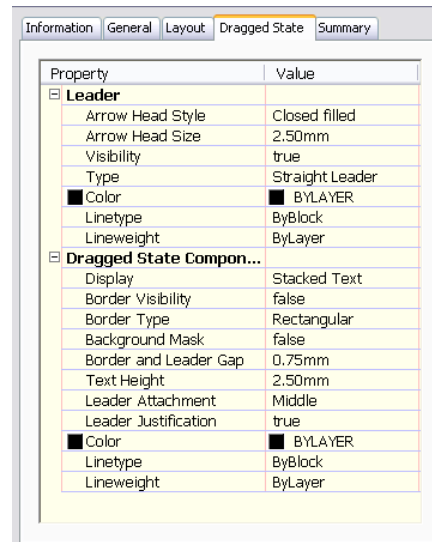 Information General Layout Dragged State Summary
Property Value
Leader
Arrow Head Style Closed filled
Arrow Head Size 2.50mm
Visibility true
Type Straight Leader
Color BYLAYER
Linetype ByBlock
Lineweight ByLayer
Dragged State Compon...
Display Stacked Text
Border Visibility false
Border Type Rectangular
Background Mask false
Border and Leader Gap 0.75mm
Text Height 2.50mm
Leader Attachment Middle
Leader Justification true
Color BYLAYER
Linetype ByBlock
Lineweight ByLayer